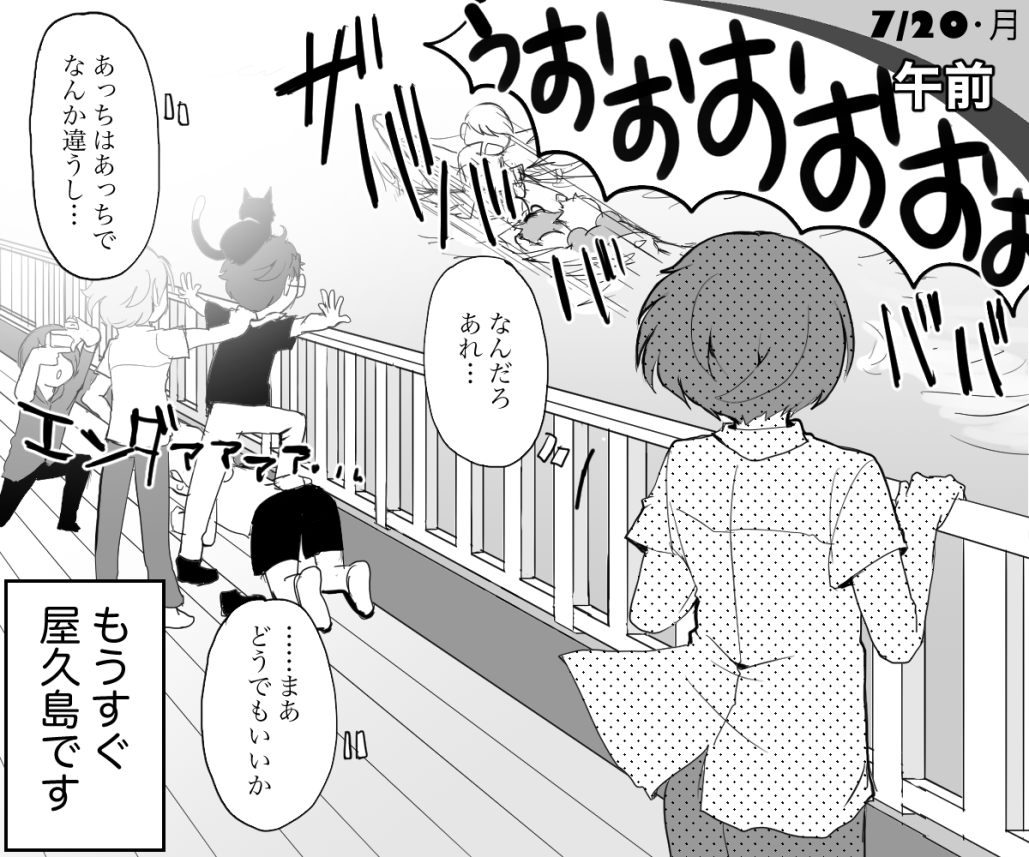 7/20・月
午前
うおおおおおお
ザバババ
ババ
なんだろ
あれ…
あっちはあっちで
なんか違うし…
エンダァァァァ・・・
……まあ
どうでもいいか
もうすぐ
屋久島です